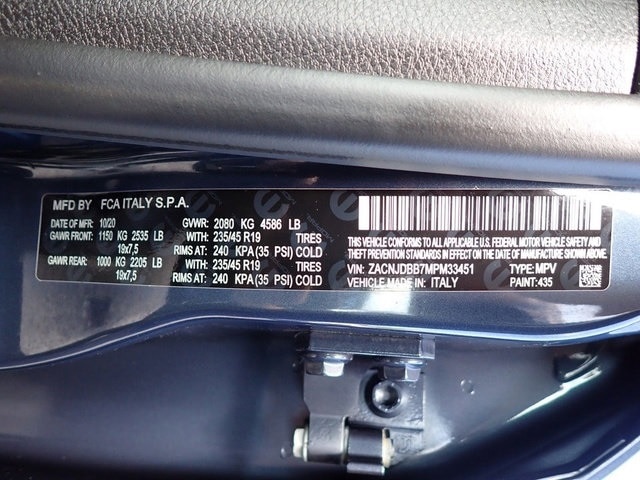 MFD BY FCA ITALY S.P.A.
DATE OF MFR: 10/20 GVWR: 2080 KG 4586 LB
GAWR FRONT: 1150 KG 2535 LB WITH: 235/45 R19 TIRES
19x7,5 RIMS AT: 240 KPA (35 PSI) COLD
GAWR REAR: 1000 KG 2205 LB WITH: 235/45 R19 TIRES
19x7,5 RIMS AT: 240 KPA (35 PSI) COLD
THIS VEHICLE CONFORMS TO ALL APPLICABLE U.S. FEDERAL MOTOR VEHICLE SAFETY AND
THEFT PREVENTION STANDARDS IN EFFECT ON THE DATE OF MANUFACTURE SHOWN ABOVE.
VIN: ZACNJDBB7MPM33451 TYPE: MPV
VEHICLE MADE IN: ITALY PAINT: 435